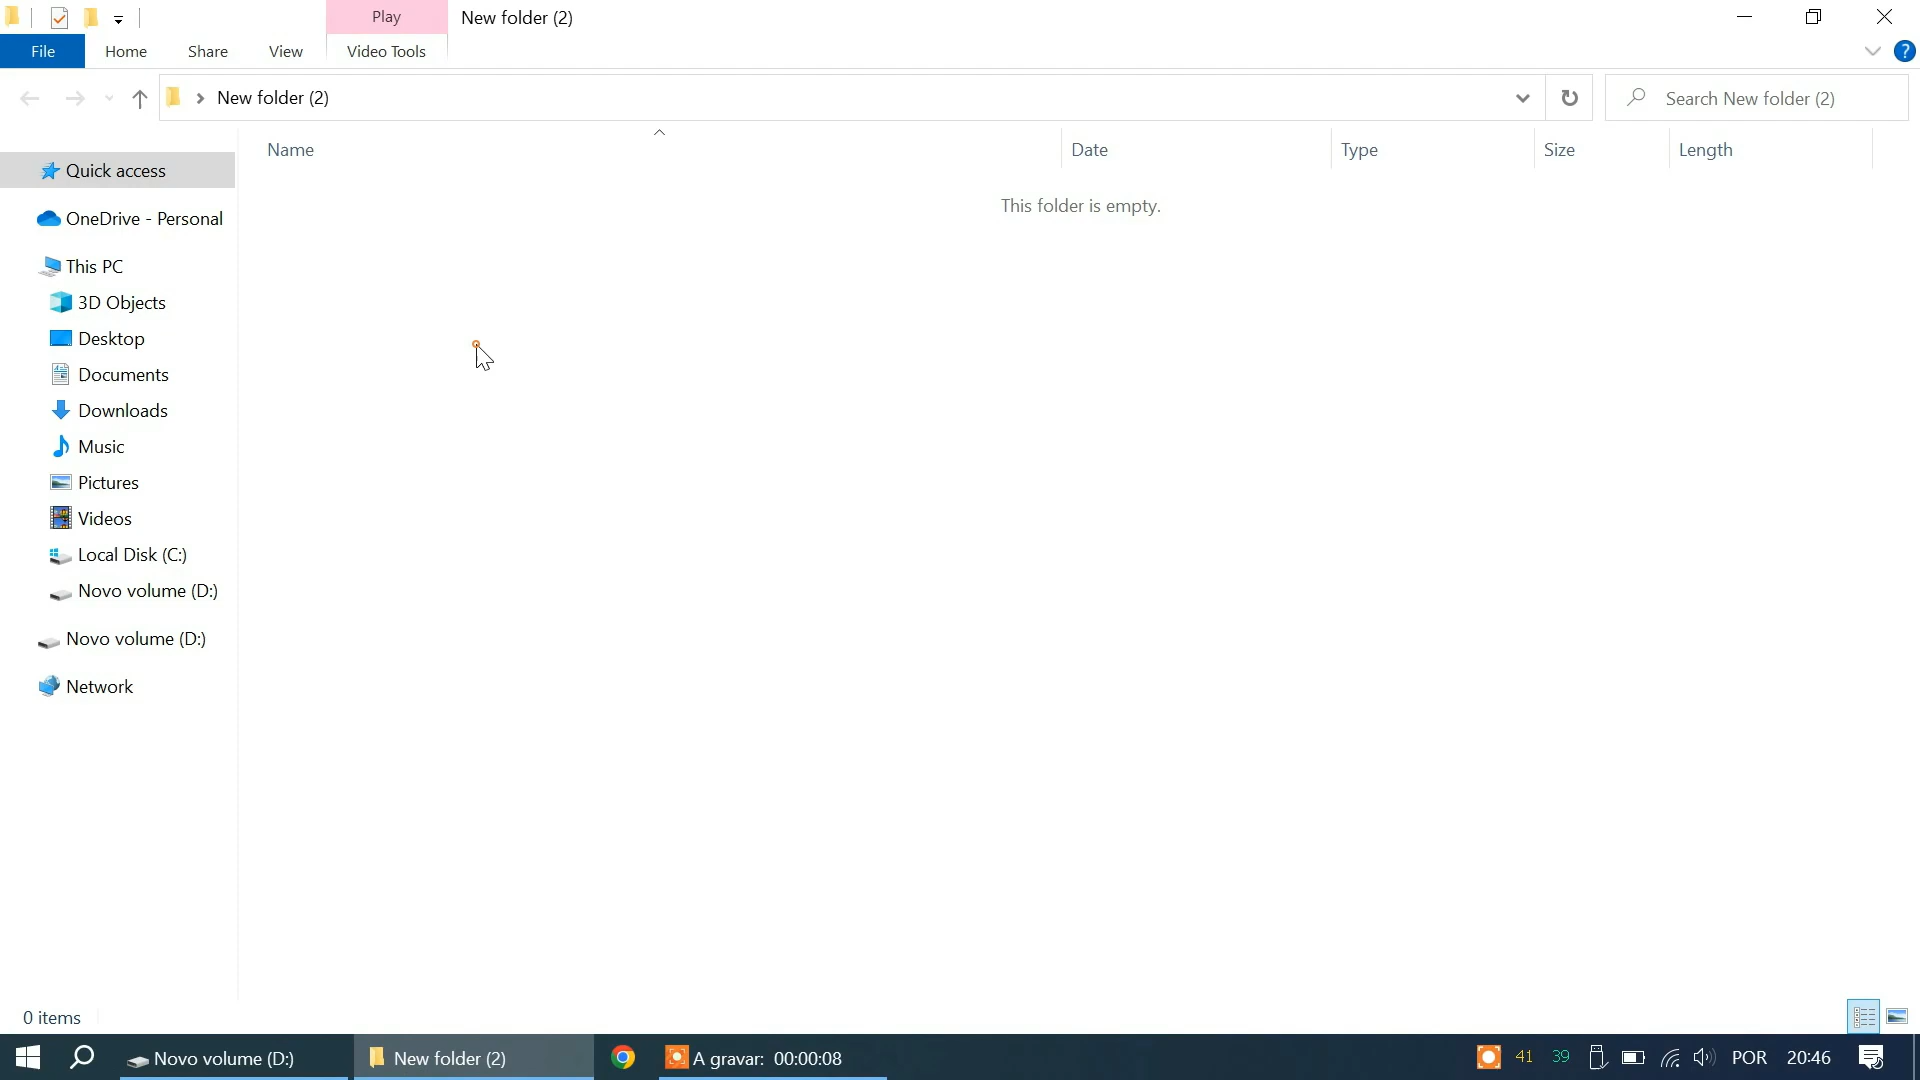 Play
New folder (2)
File
Home
Share
View
Video Tools
?
New folder (2)
Search New folder (2)
Name
Date
Type
Size
Length
This folder is empty.
Quick access
OneDrive - Personal
This PC
3D Objects
Desktop
Documents
Downloads
Music
Pictures
Videos
Local Disk (C:)
Novo volume (D:)
Novo volume (D:)
Network
0 items
Novo volume (D:)
New folder (2)
A gravar: 00:00:08
41
39
POR
20:46